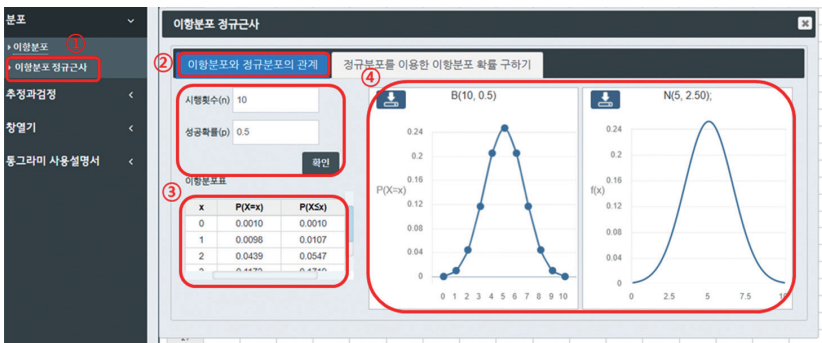 분포
이항분포
①
이항분포 정규근사
추정과검정
창열기
통그라미 사용설명서
이항분포 정규근사
②
이항분포와 정규분포의 관계
정규분포를 이용한 이항분포 확률 구하기
시행횟수(n) 10
성공확률(p) 0.5
확인
이항분포표
③
x P(X=x) P(X≤x)
0 0.0010 0.0010
1 0.0098 0.0107
2 0.0439 0.0547
④
B(10, 0.5)
0.24
0.2
0.16
P(X=x)
0.12
0.08
0.04
0
0 1 2 3 4 5 6 7 8 9 10
N(5, 2.50);
0.24
0.2
0.16
f(x)
0.12
0.08
0.04
0
0 2.5 5 7.5